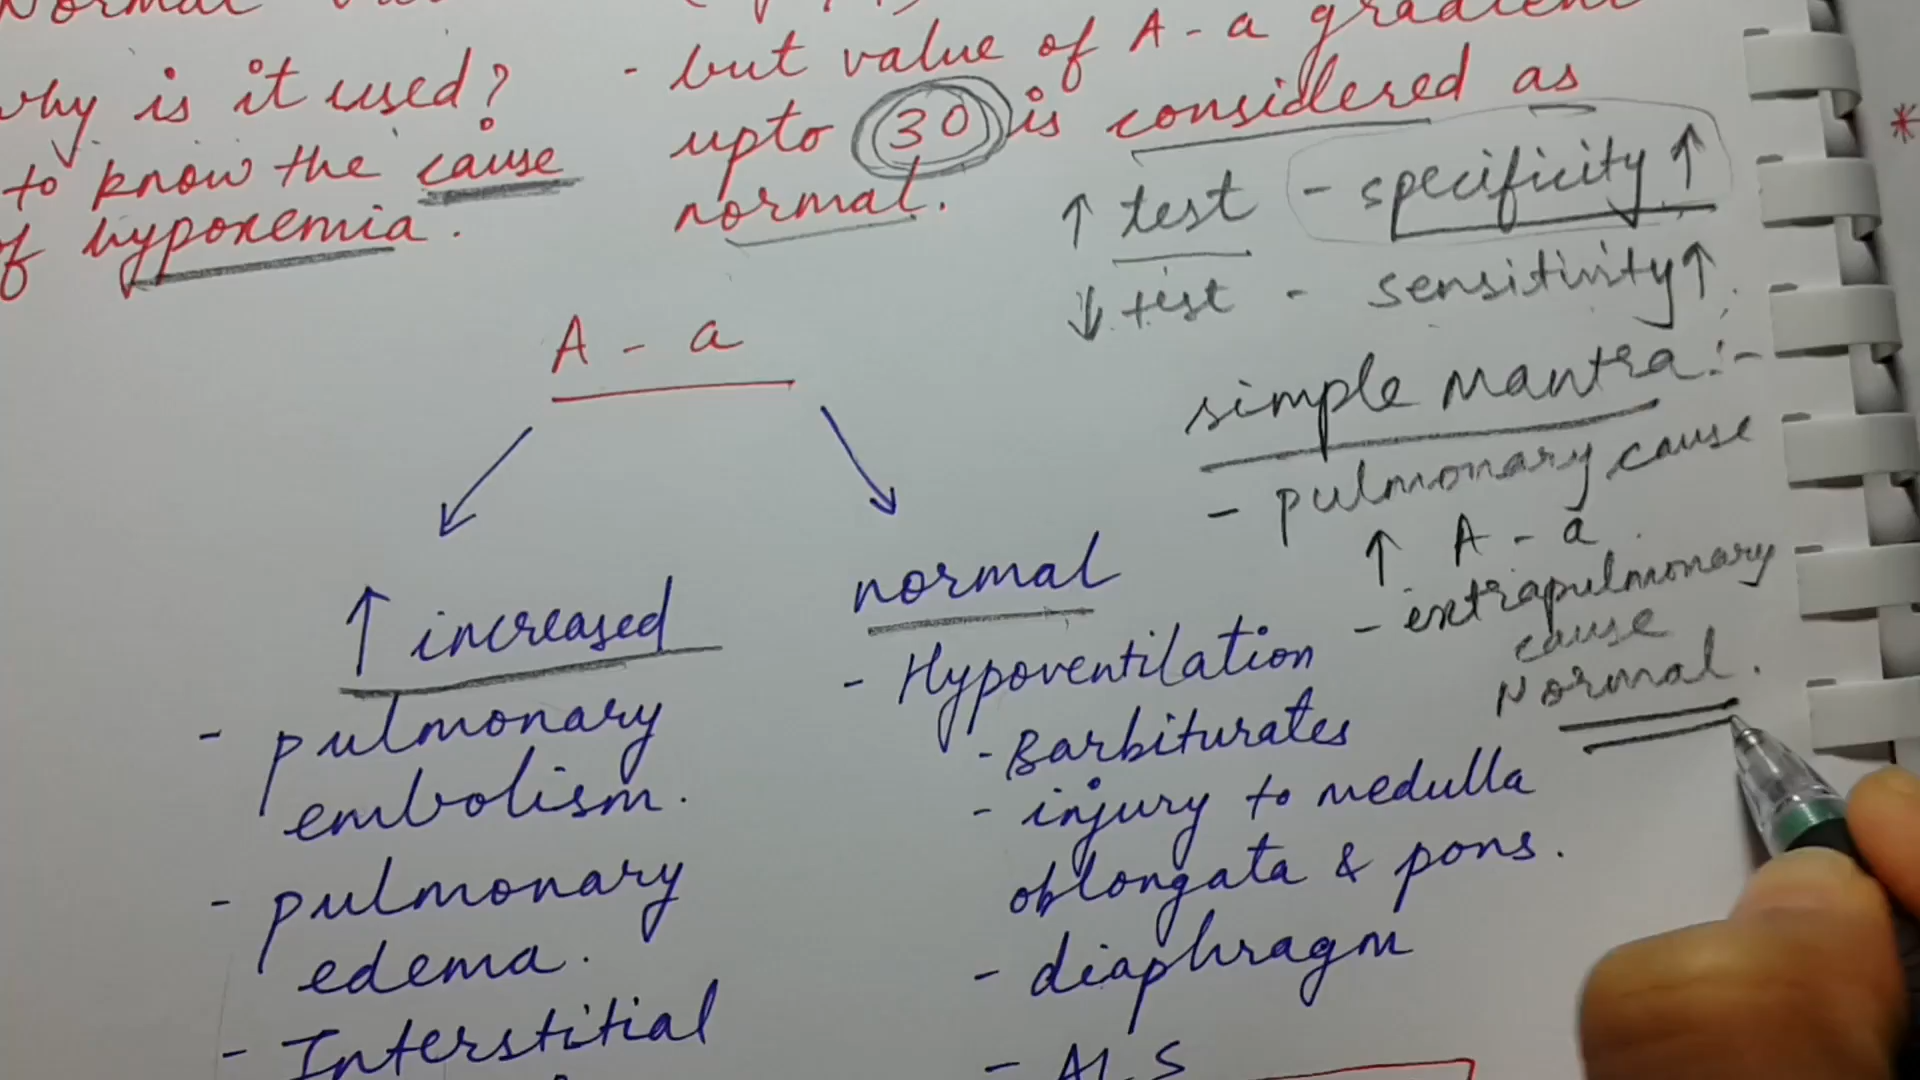 Normal
why is it used?
to know the cause
of hypoxemia.
- but value of A - a gradient
upto 30 is considered as
normal.
↑ test - specificity ↑
↓ test - sensitivity ↑
simple mantra :-
- pulmonary cause
↑ A - a
- extrapulmonary
cause
Normal.
A - a
↑ increased
- pulmonary
embolism.
- pulmonary
edema.
- Interstitial
normal
- Hypoventilation
- Barbiturates
- injury to medulla
oblongata & pons.
- diaphragm
- ALS
*